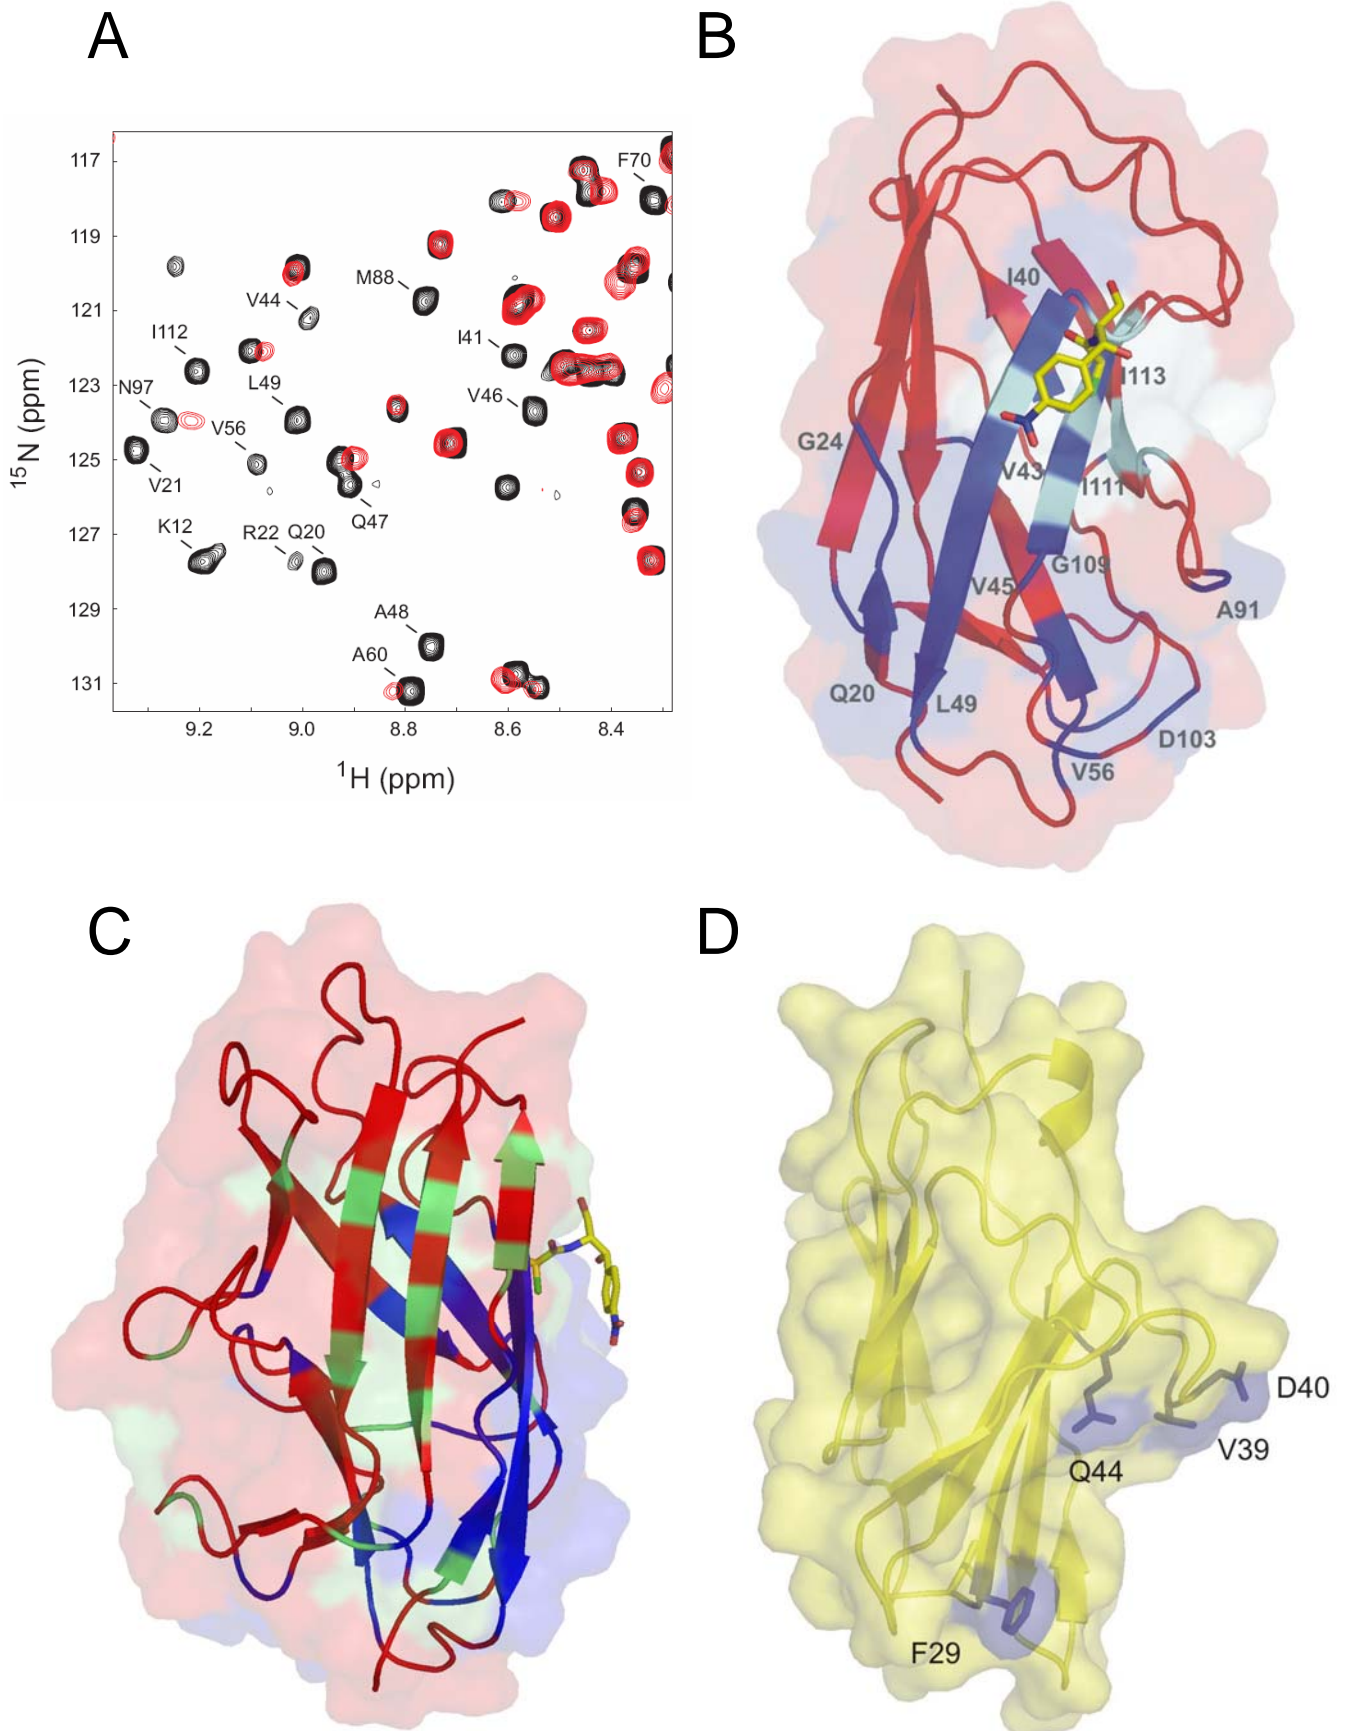 A
B
117
119
121
123
125
127
129
131
15N (ppm)
F70
M88
V44
I112
I41
N97
L49
V46
V56
V21
Q47
K12
R22 Q20
A48
A60
9.2 9.0 8.8 8.6 8.4
1H (ppm)
I40
I113
G24
V43
I111
G109
V45
A91
Q20
L49
D103
V56
C
D
D40
V39
Q44
F29